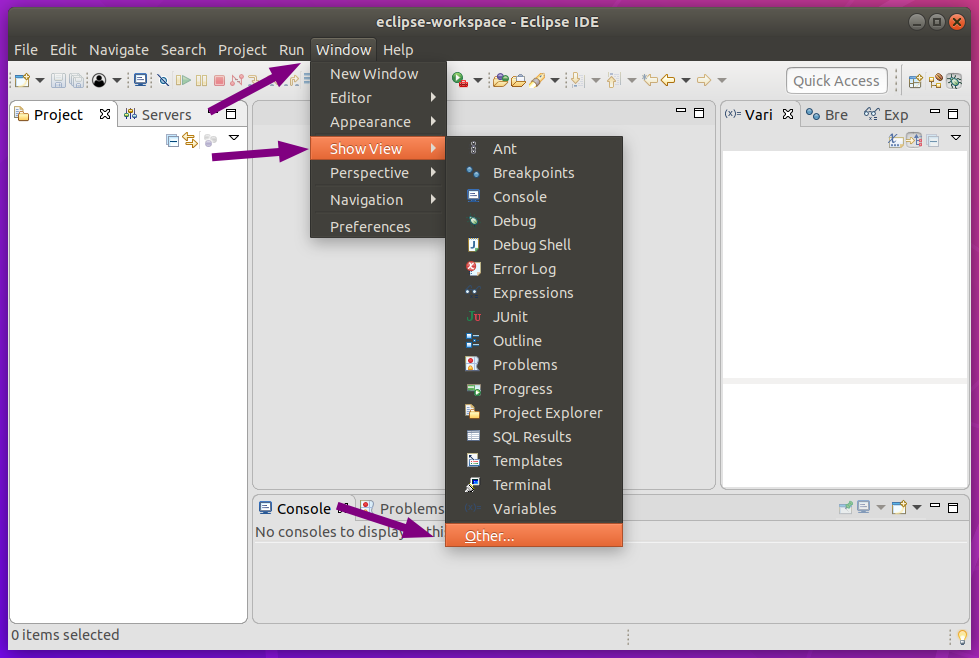 eclipse-workspace - Eclipse IDE
File Edit Navigate Search Project Run Window Help
New Window
Editor
Appearance
Show View
Perspective
Navigation
Preferences
Quick Access
Project
Servers
(x)= Vari
Bre
Exp
Ant
Breakpoints
Console
Debug
Debug Shell
Error Log
Expressions
JUnit
Outline
Problems
Progress
Project Explorer
SQL Results
Templates
Terminal
Variables
Other...
Console
Problems
No consoles to display
0 items selected